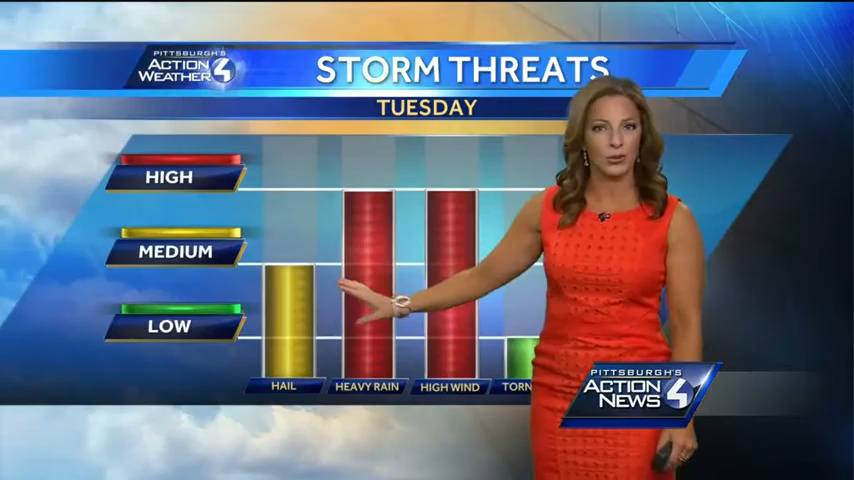 PITTSBURGH'S
ACTION
WEATHER 4
STORM THREATS
TUESDAY
HIGH
MEDIUM
LOW
HAIL
HEAVY RAIN
HIGH WIND
TORN
PITTSBURGH'S
ACTION
NEWS 4